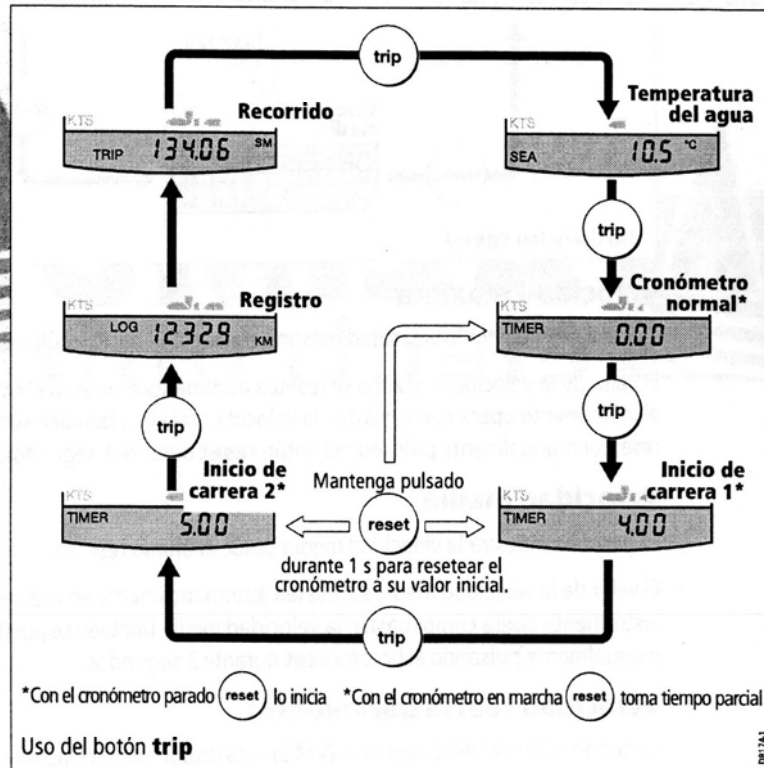 trip
Recorrido
KTS
TRIP 134.06 SM
Temperatura
del agua
KTS
SEA 10.5 °C
trip
Registro
LOG 12329 KM
Cronómetro
normal*
KTS
TIMER 0.00
trip
trip
Inicio de
carrera 2*
KTS
TIMER 5.00
Mantenga pulsado
reset
durante 1 s para resetear el
cronómetro a su valor inicial.
Inicio de
carrera 1*
KTS
TIMER 4.00
trip
*Con el cronómetro parado reset lo inicia *Con el cronómetro en marcha reset toma tiempo parcial
Uso del botón trip
D917A1